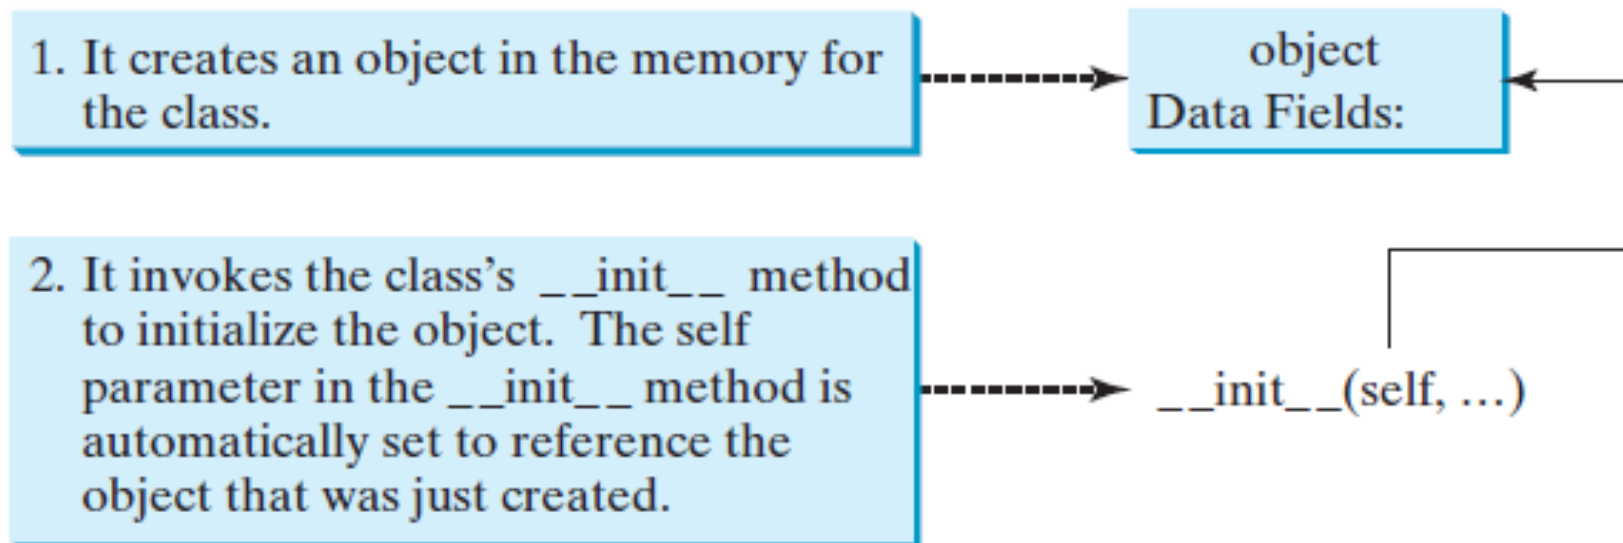 1. It creates an object in the memory for
the class.
object
Data Fields:
2. It invokes the class’s __init__ method
to initialize the object. The self
parameter in the __init__ method is
automatically set to reference the
object that was just created.
__init__(self, ...)